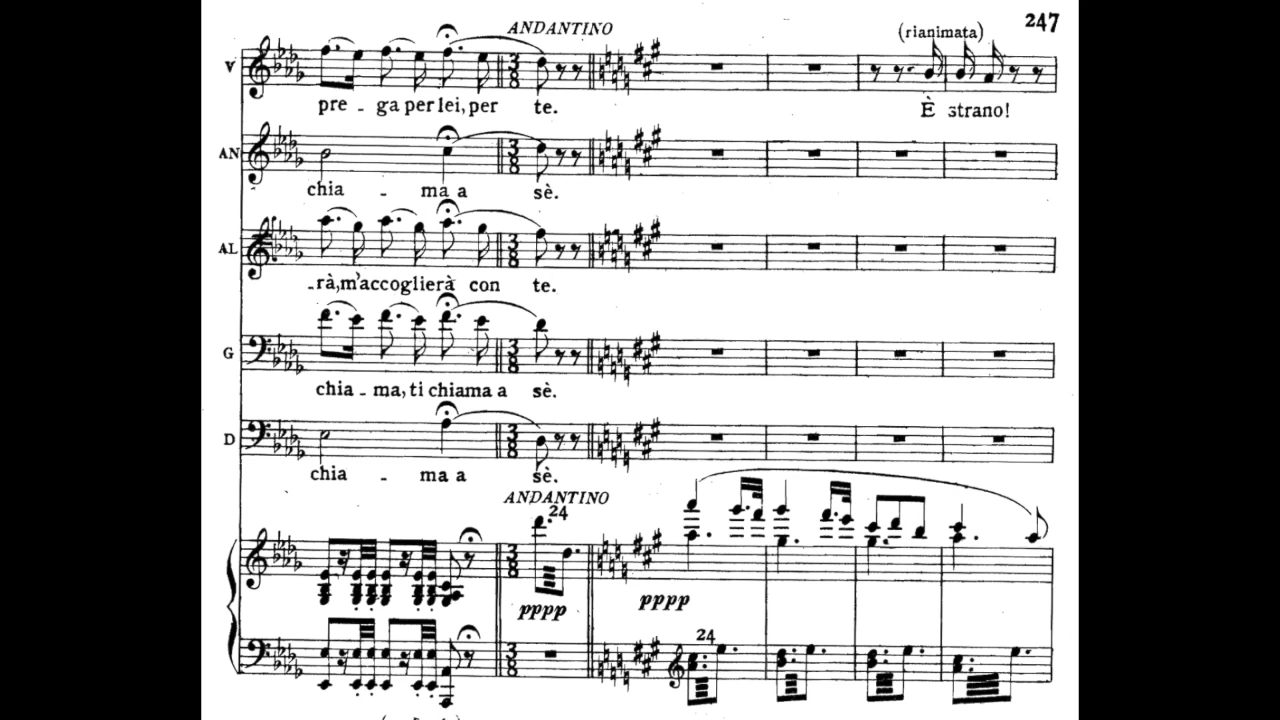 247
ANDANTINO
(rianimata)
V
pre - ga per lei, per te. È strano!
AN
chia - ma a sè.
AL
-rà, m'accoglierà con te.
G
chia - ma, ti chiama a sè.
D
chia - ma a sè.
ANDANTINO
24
pppp
pppp
24